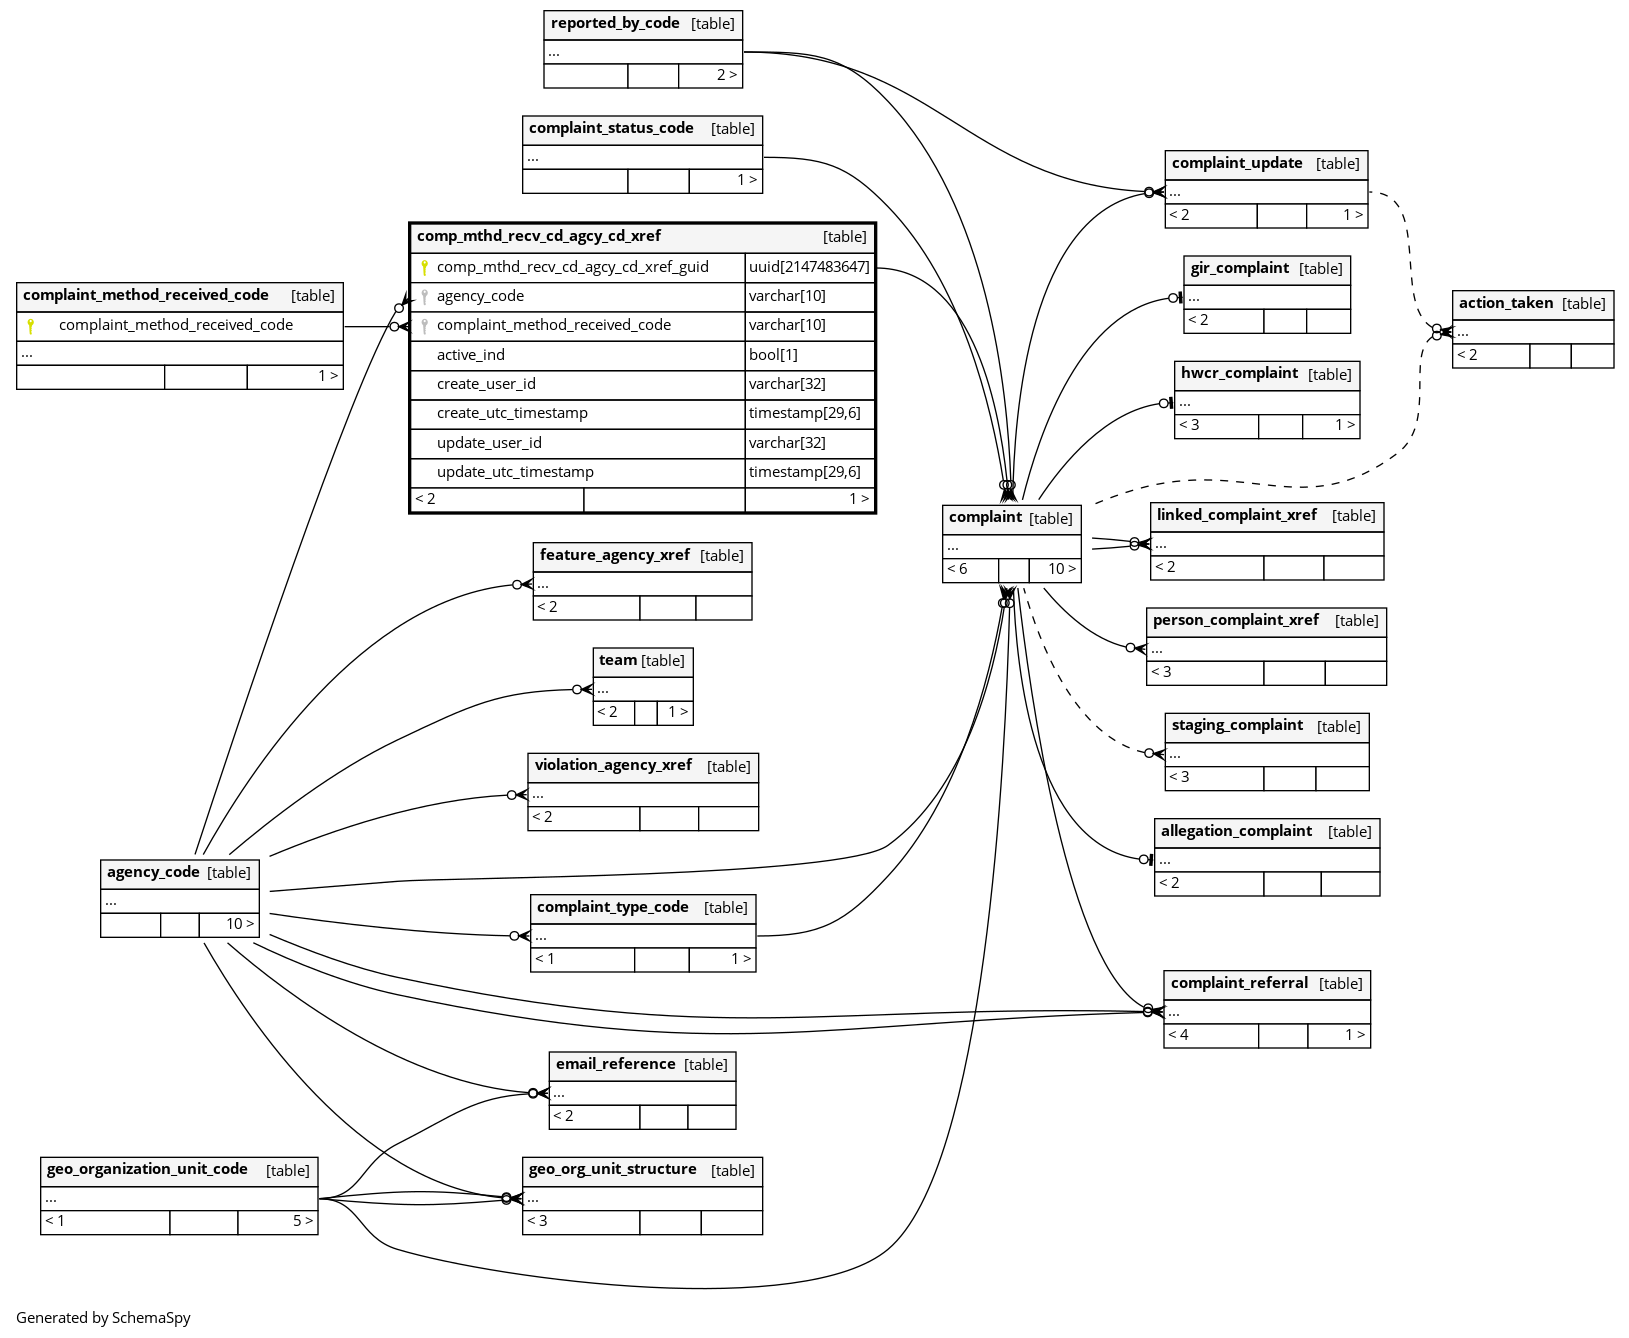 reported_by_code [table]
...
2 >
complaint_status_code [table]
...
1 >
comp_mthd_recv_cd_agcy_cd_xref [table]
comp_mthd_recv_cd_agcy_cd_xref_guid uuid[2147483647]
agency_code varchar[10]
complaint_method_received_code varchar[10]
active_ind bool[1]
create_user_id varchar[32]
create_utc_timestamp timestamp[29,6]
update_user_id varchar[32]
update_utc_timestamp timestamp[29,6]
< 2 1 >
complaint_method_received_code [table]
complaint_method_received_code
...
1 >
complaint_update [table]
...
< 2 1 >
gir_complaint [table]
...
< 2
action_taken [table]
...
< 2
hwcr_complaint [table]
...
< 3 1 >
complaint [table]
...
< 6 10 >
linked_complaint_xref [table]
...
< 2
feature_agency_xref [table]
...
< 2
person_complaint_xref [table]
...
< 3
team [table]
...
< 2 1 >
staging_complaint [table]
...
< 3
violation_agency_xref [table]
...
< 2
allegation_complaint [table]
...
< 2
agency_code [table]
...
10 >
complaint_type_code [table]
...
< 1 1 >
complaint_referral [table]
...
< 4 1 >
email_reference [table]
...
< 2
geo_organization_unit_code [table]
...
< 1 5 >
geo_org_unit_structure [table]
...
< 3
Generated by SchemaSpy